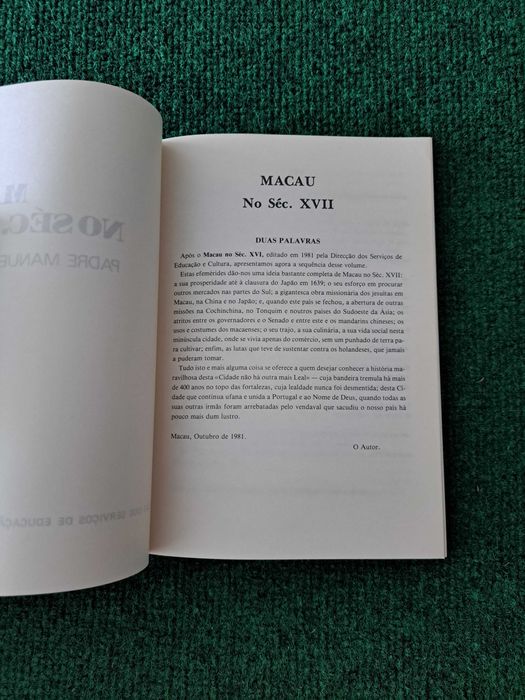 MACAU
No Séc. XVII
DUAS PALAVRAS
Após o Macau no Séc. XVI, editado em 1981 pela Direcção dos Serviços de
Educação e Cultura, apresentamos agora a sequência desse volume.
Estas efemérides dão-nos uma ideia bastante completa de Macau no Séc. XVII:
a sua prosperidade até à clausura do Japão em 1639; o seu esforço em procurar
outros mercados nas partes do Sul; a gigantesca obra missionária dos jesuítas em
Macau, na China e no Japão; e, quando este país se fechou, a abertura de outras
missões na Cochinchina, no Tonquim e noutros países do Sudoeste da Ásia; os
atritos entre os governadores e o Senado e entre este e os mandarins chineses; os
usos e costumes dos macaenses; o seu trajo, a sua culinária, a sua vida social nesta
minúscula cidade, onde se vivia apenas do comércio, sem um punhado de terra pa-
ra cultivar; enfim, as lutas que teve de sustentar contra os holandeses, que jamais
a puderam tomar.
Tudo isto e mais alguma coisa se oferece a quem desejar conhecer a história ma-
ravilhosa desta «Cidade não há outra mais Leal» — cuja bandeira tremula há mais
de 400 anos no topo das fortalezas, cuja lealdade nunca foi desmentida; desta Ci-
dade que continua ufana e unida a Portugal e ao Nome de Deus, quando todas as
suas outras irmãs foram arrebatadas pelo vendaval que sacudiu o nosso país há
pouco mais dum lustro.
Macau, Outubro de 1981.
O Autor.
NO SÉC
PADRE MANUE
DOS SERVIÇOS DE EDUCAÇÃ